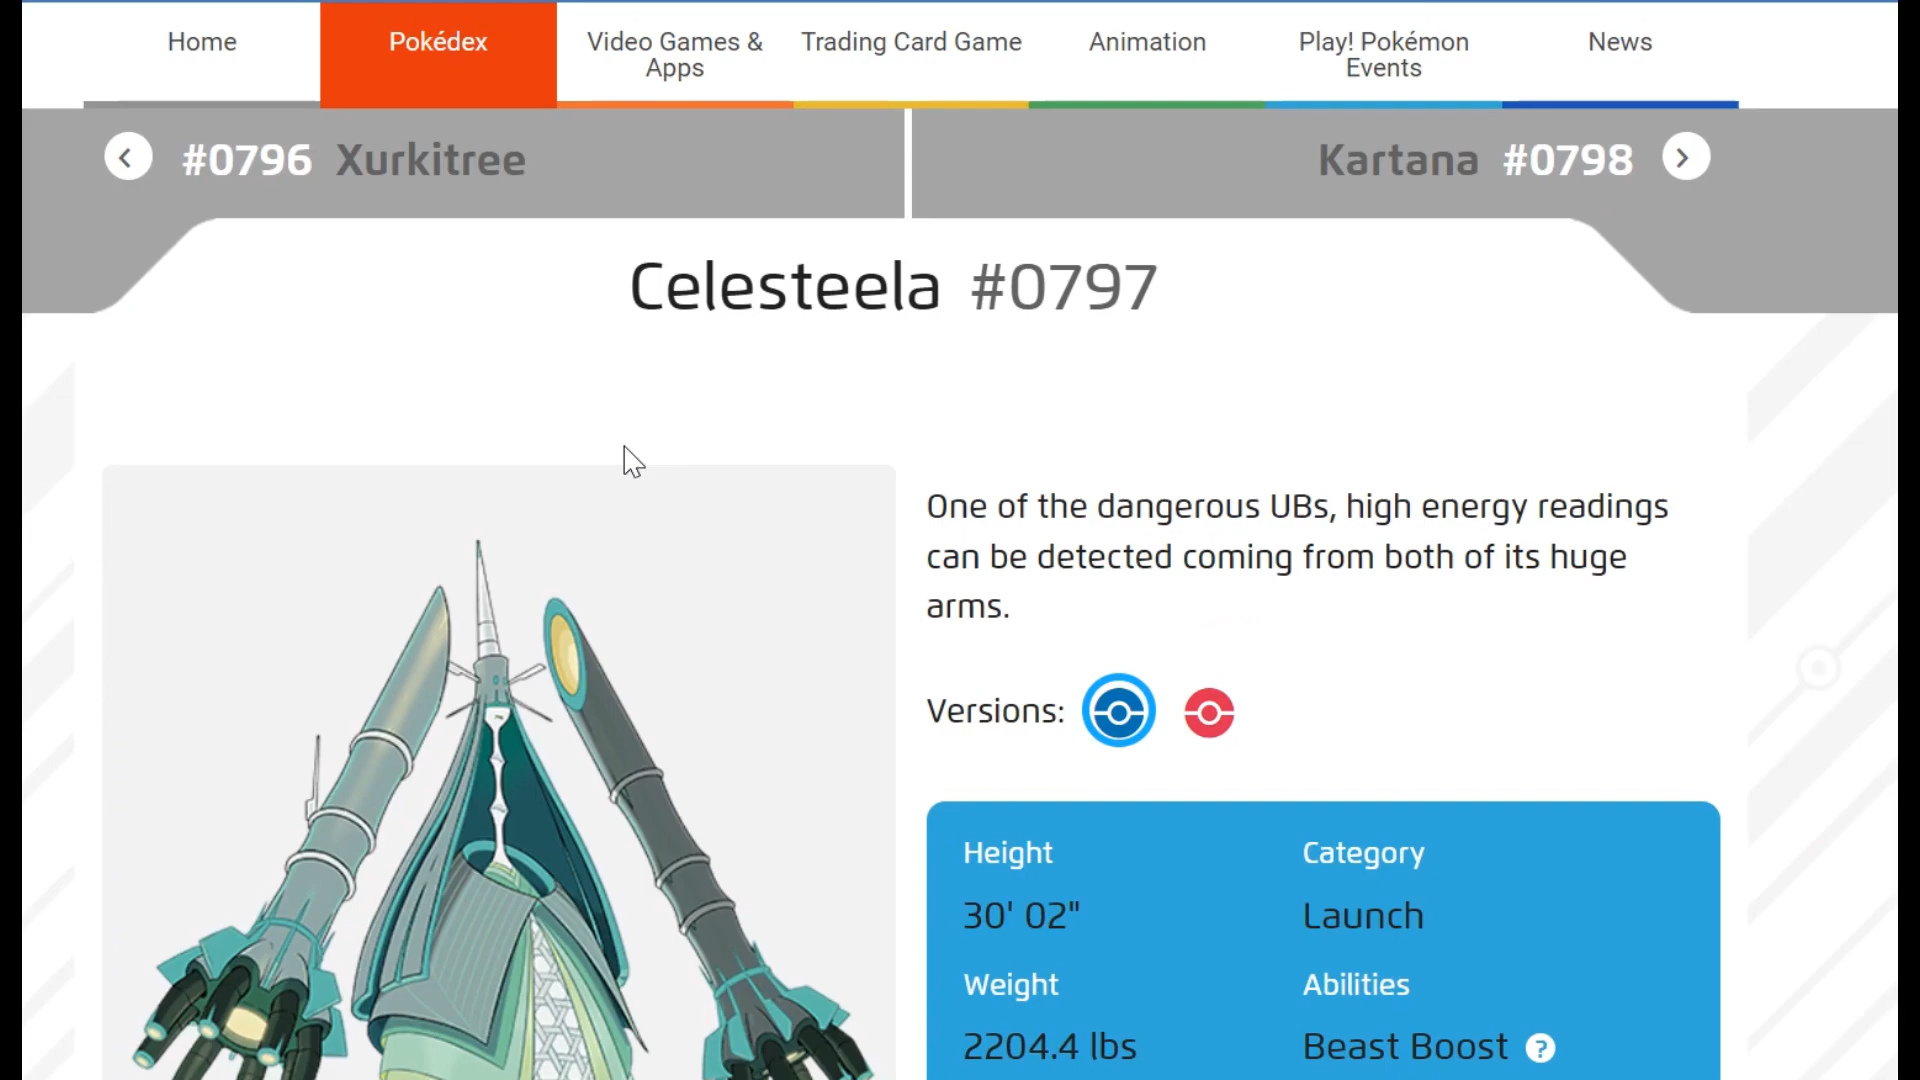 Home
Pokédex
Video Games &
Apps
Trading Card Game
Animation
Play! Pokémon
Events
News
#0796 Xurkitree
Kartana #0798
Celesteela #0797
One of the dangerous UBs, high energy readings
can be detected coming from both of its huge
arms.
Versions:
Height
Category
30' 02"
Launch
Weight
Abilities
2204.4 lbs
Beast Boost ?